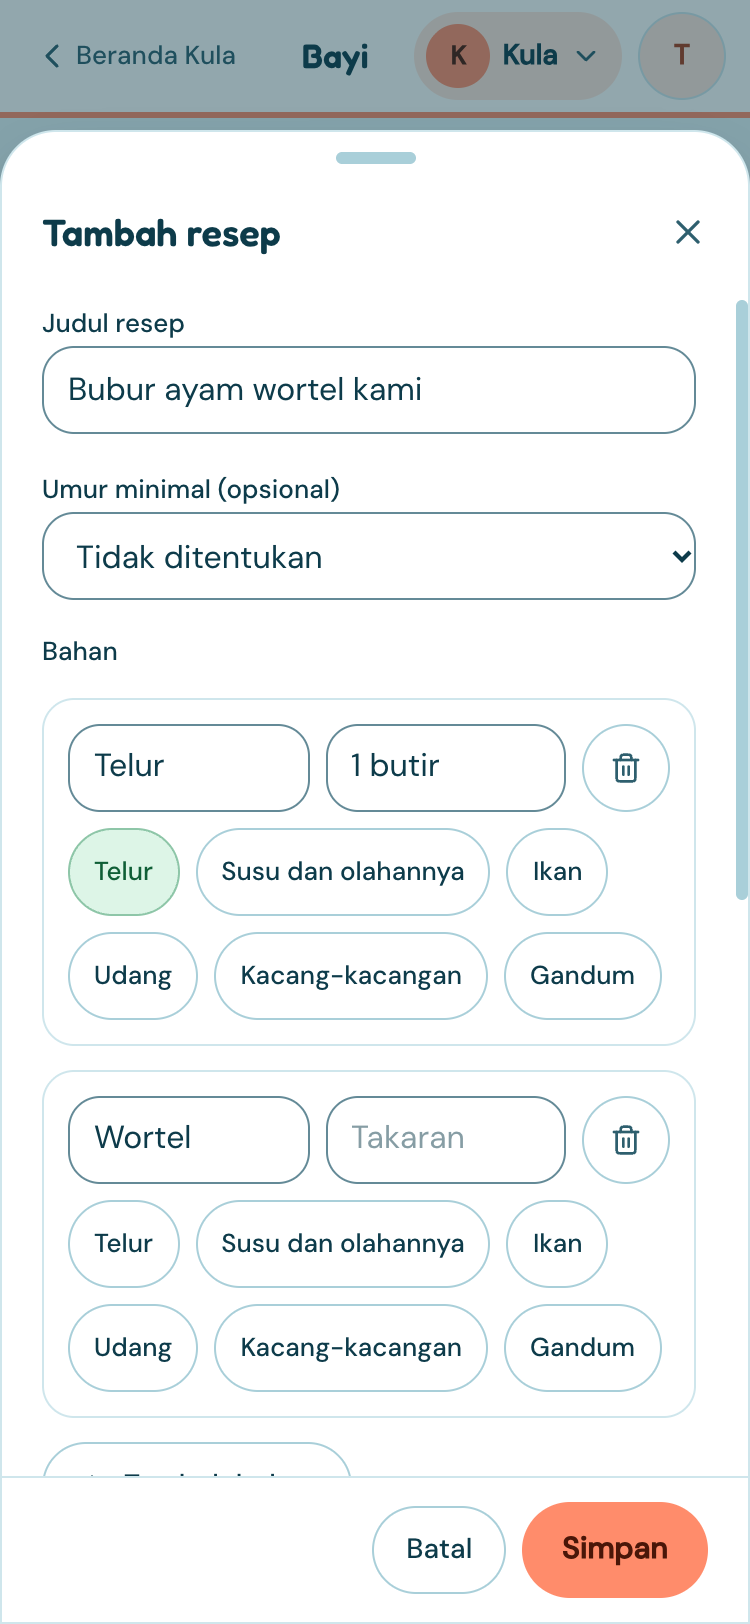 Beranda Kula
Bayi
K
Kula
T
Tambah resep
Judul resep
Bubur ayam wortel kami
Umur minimal (opsional)
Tidak ditentukan
Bahan
Telur
1 butir
Telur
Susu dan olahannya
Ikan
Udang
Kacang-kacangan
Gandum
Wortel
Takaran
Telur
Susu dan olahannya
Ikan
Udang
Kacang-kacangan
Gandum
Batal
Simpan